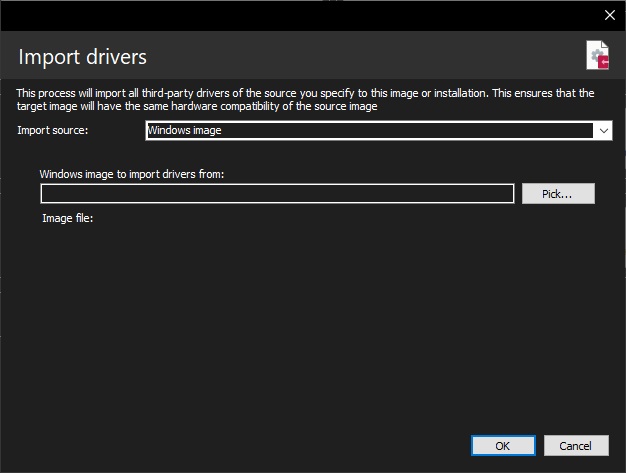 Import drivers
This process will import all third-party drivers of the source you specify to this image or installation. This ensures that the
target image will have the same hardware compatibility of the source image
Import source:
Windows image
Windows image to import drivers from:
Pick...
Image file:
OK
Cancel